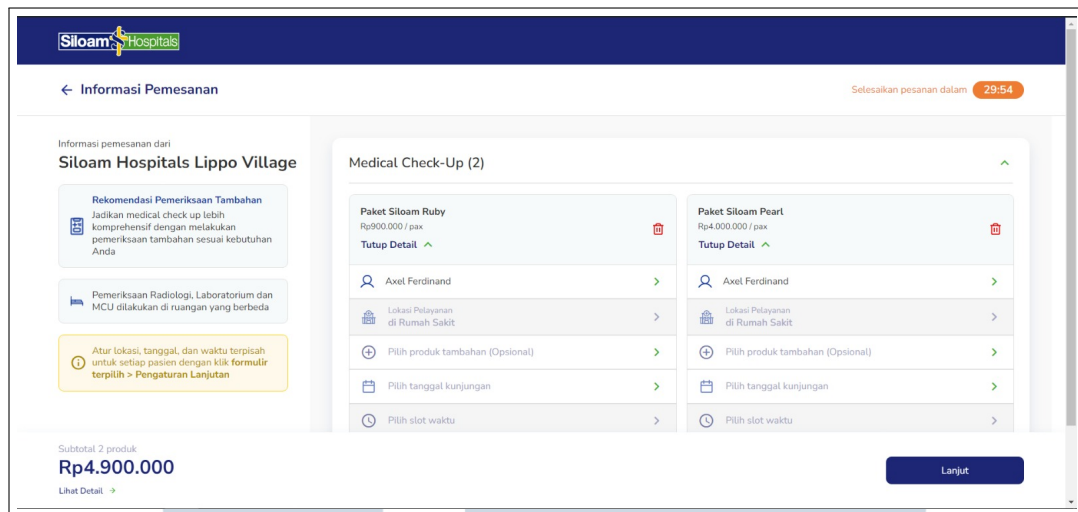 Siloam Hospitals
Informasi Pemesanan
Selesaikan pesanan dalam 29:54
Informasi pemesanan dari
Siloam Hospitals Lippo Village
Rekomendasi Pemeriksaan Tambahan
Jadikan medical check up lebih
komprehensif dengan melakukan
pemeriksaan tambahan sesuai kebutuhan
Anda
Pemeriksaan Radiologi, Laboratorium dan
MCU dilakukan di ruangan yang berbeda
Atur lokasi, tanggal, dan waktu terpisah
untuk setiap pasien dengan klik formulir
terpilih > Pengaturan Lanjutan
Medical Check-Up (2)
Paket Siloam Ruby
Rp900.000 / pax
Tutup Detail
Axel Ferdinand
Lokasi Pelayanan
di Rumah Sakit
Pilih produk tambahan (Opsional)
Pilih tanggal kunjungan
Pilih slot waktu
Paket Siloam Pearl
Rp4.000.000 / pax
Tutup Detail
Axel Ferdinand
Lokasi Pelayanan
di Rumah Sakit
Pilih produk tambahan (Opsional)
Pilih tanggal kunjungan
Pilih slot waktu
Subtotal 2 produk
Rp4.900.000
Lihat Detail
Lanjut